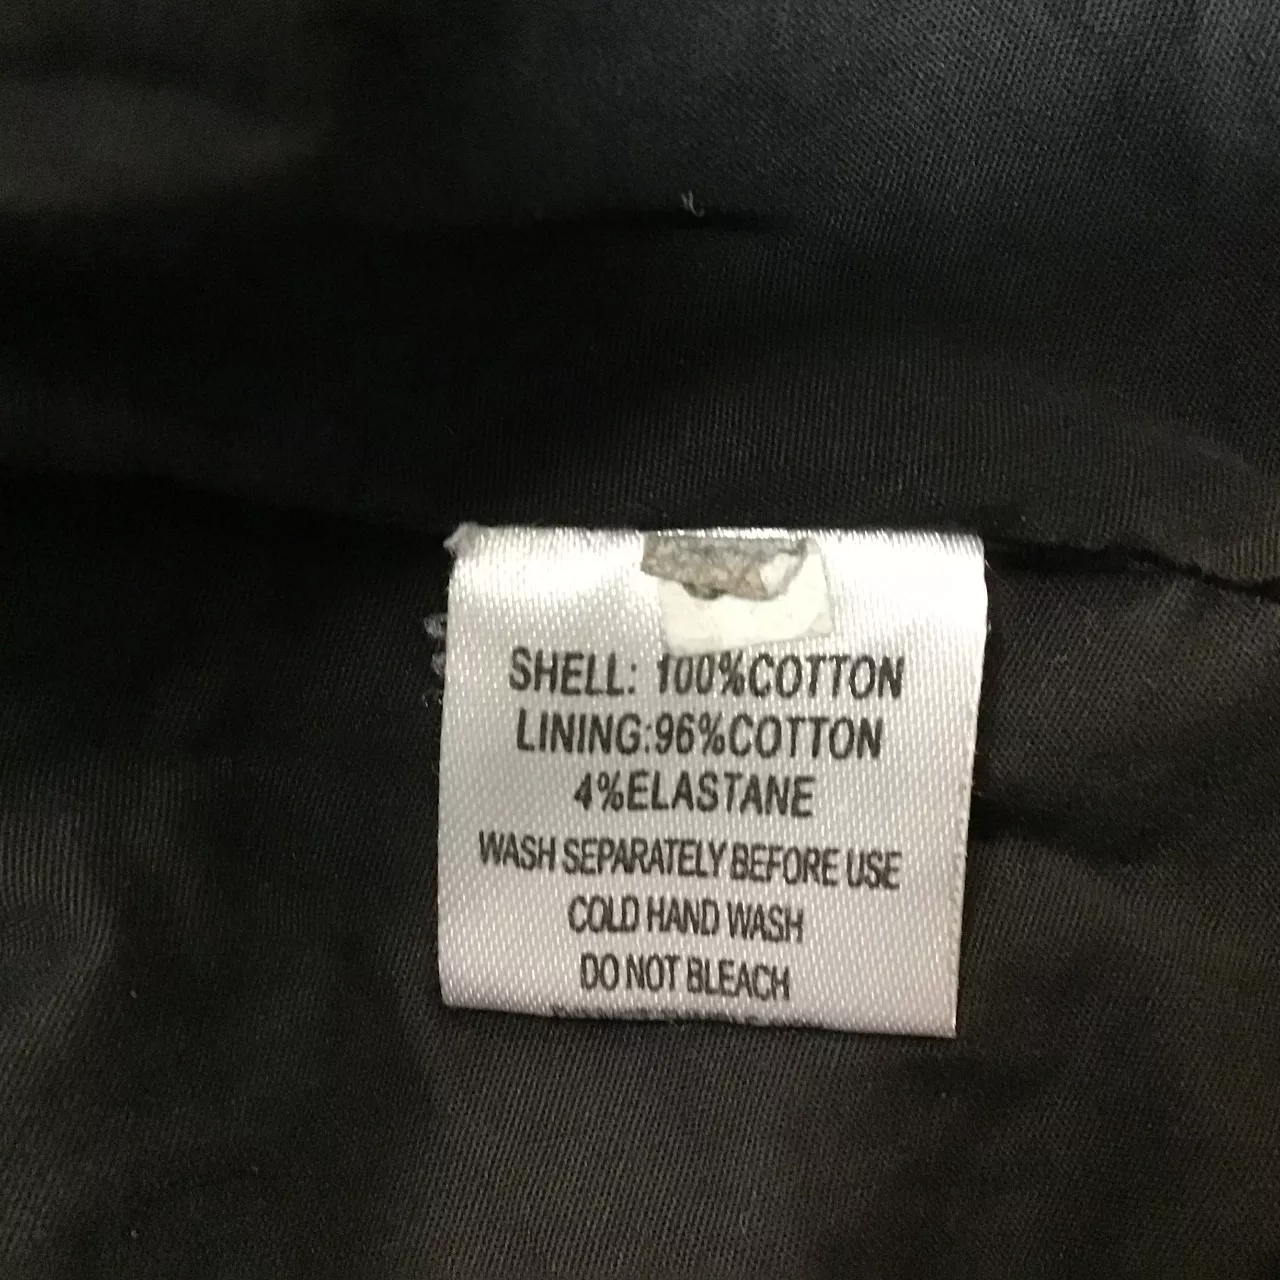 SHELL: 100%COTTON
LINING:96%COTTON
4%ELASTANE
WASH SEPARATELY BEFORE USE
COLD HAND WASH
DO NOT BLEACH